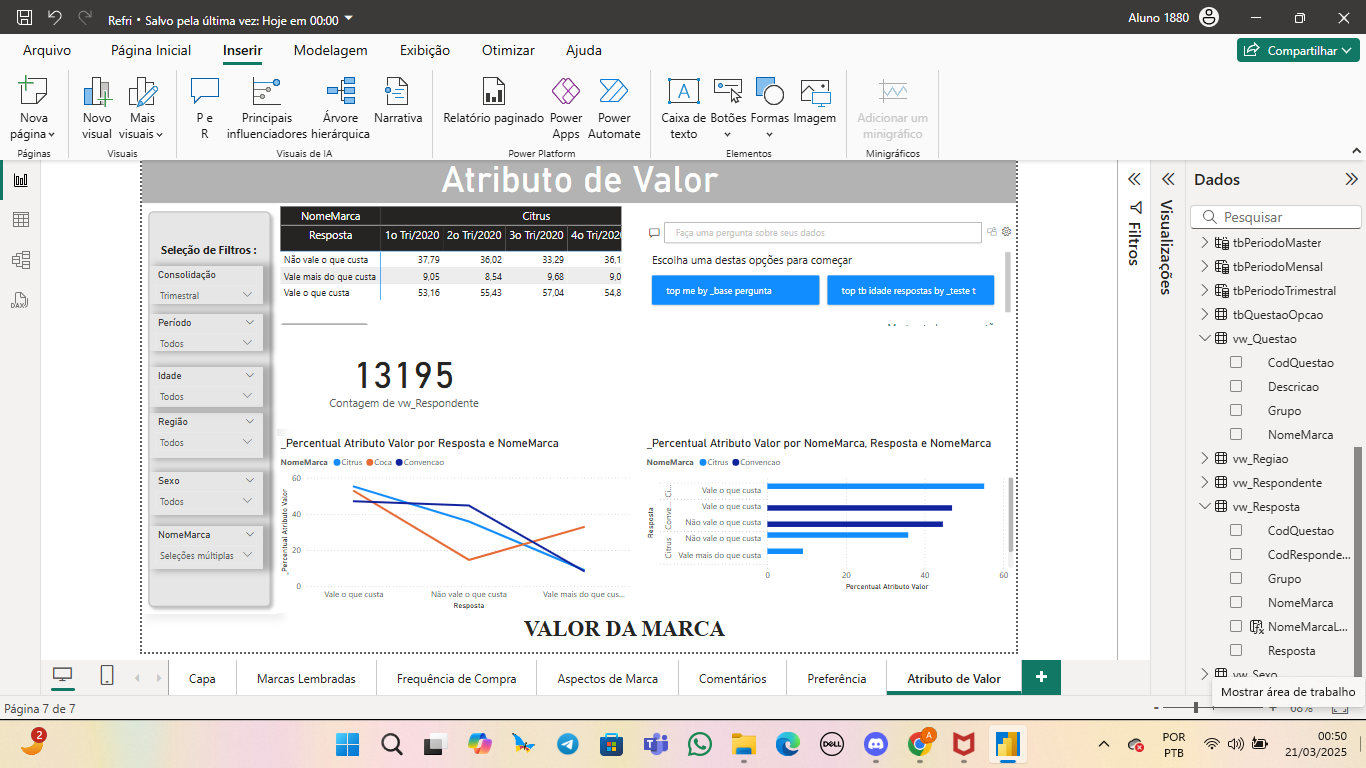 Refri • Salvo pela última vez: Hoje em 00:00
Aluno 1880
Arquivo
Página Inicial
Inserir
Modelagem
Exibição
Otimizar
Ajuda
Compartilhar
Nova página
Novo visual
Mais visuais
P e R
Principais influenciadores
Árvore hierárquica
Narrativa
Relatório paginado
Power Apps
Power Automate
Caixa de texto
Botões
Formas
Imagem
Adicionar um minigráfico
Páginas
Visuais
Visuais de IA
Power Platform
Elementos
Minigráficos
Atributo de Valor
Seleção de Filtros :
Consolidação
Trimestral
Período
Todos
Idade
Todos
Região
Todos
Sexo
Todos
NomeMarca
Seleções múltiplas
NomeMarca Citrus
Resposta 1o Tri/2020 2o Tri/2020 3o Tri/2020 4o Tri/202
Não vale o que custa 37,79 36,02 33,29 36,1
Vale mais do que custa 9,05 8,54 9,68 9,0
Vale o que custa 53,16 55,43 57,04 54,8
Faça uma pergunta sobre seus dados
Escolha uma destas opções para começar
top me by _base pergunta
top tb idade respostas by _teste t
13195
Contagem de vw_Respondente
_Percentual Atributo Valor por Resposta e NomeMarca
NomeMarca Citrus Coca Convencao
_Percentual Atributo Valor
60
40
20
0
Vale o que custa
Não vale o que custa
Vale mais do que cus...
Resposta
_Percentual Atributo Valor por NomeMarca, Resposta e NomeMarca
NomeMarca Citrus Convencao
Resposta
Ci...
Conve...
Citrus
Vale o que custa
Vale o que custa
Não vale o que custa
Não vale o que custa
Vale mais do que custa
0 20 40 60
Percentual Atributo Valor
VALOR DA MARCA
Filtros
Visualizações
Dados
Pesquisar
tbPeriodoMaster
tbPeriodoMensal
tbPeriodoTrimestral
tbQuestaoOpcao
vw_Questao
CodQuestao
Descricao
Grupo
NomeMarca
vw_Regiao
vw_Respondente
vw_Resposta
CodQuestao
CodResponde...
Grupo
NomeMarca
NomeMarcaL...
Resposta
vw_Sexo
Mostrar área de trabalho
Capa
Marcas Lembradas
Frequência de Compra
Aspectos de Marca
Comentários
Preferência
Atributo de Valor
+
Página 7 de 7
- + 68%
2
DELL
A
POR
PTB
00:50
21/03/2025